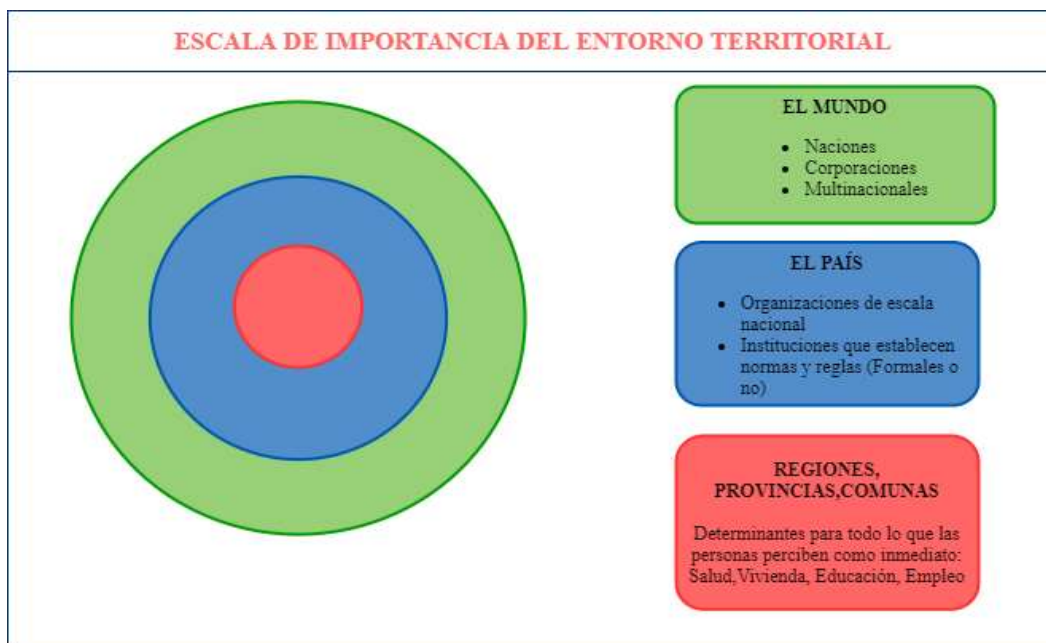 ESCALA DE IMPORTANCIA DEL ENTORNO TERRITORIAL
EL MUNDO
• Naciones
• Corporaciones
• Multinacionales
EL PAÍS
• Organizaciones de escala
nacional
• Instituciones que establecen
normas y reglas (Formales o
no)
REGIONES,
PROVINCIAS,COMUNAS
Determinantes para todo lo que las
personas perciben como inmediato:
Salud,Vivienda, Educación, Empleo